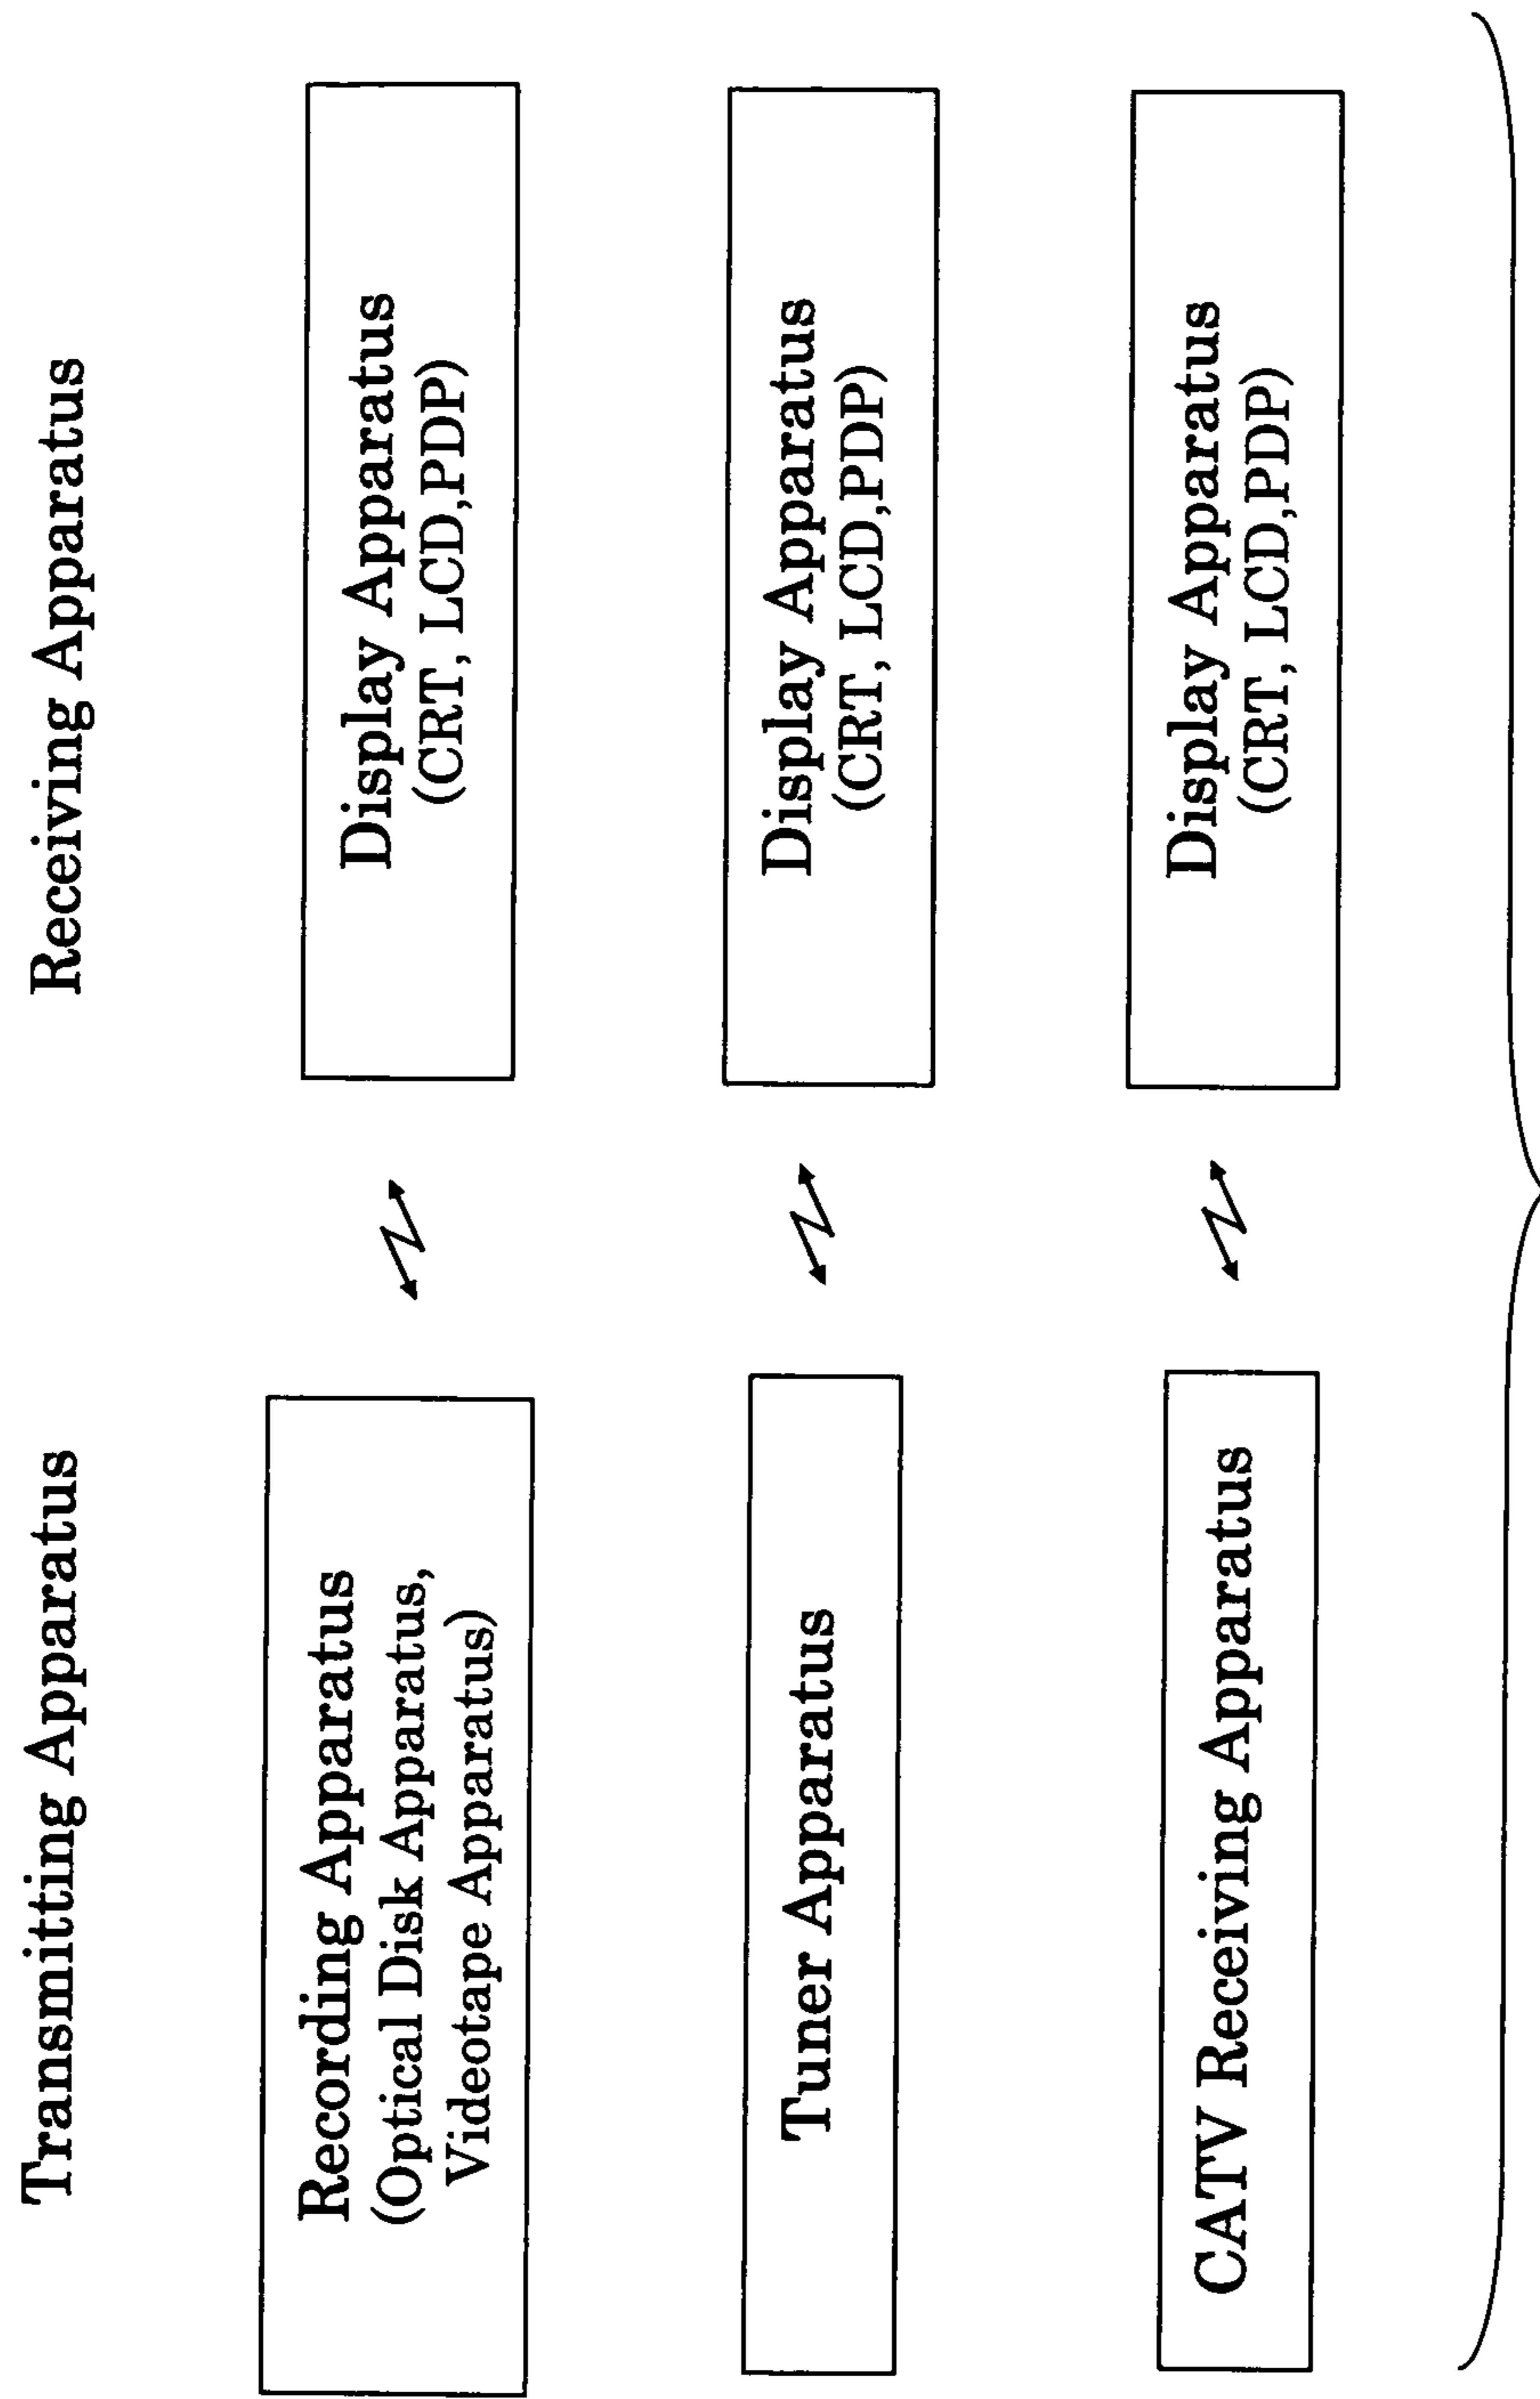 Transmitting Apparatus
Receiving Apparatus
Recording Apparatus
(Optical Disk Apparatus,
Videotape Apparatus)
Display Apparatus
(CRT, LCD,PDP)
Tuner Apparatus
Display Apparatus
(CRT, LCD,PDP)
CATV Receiving Apparatus
Display Apparatus
(CRT, LCD,PDP)